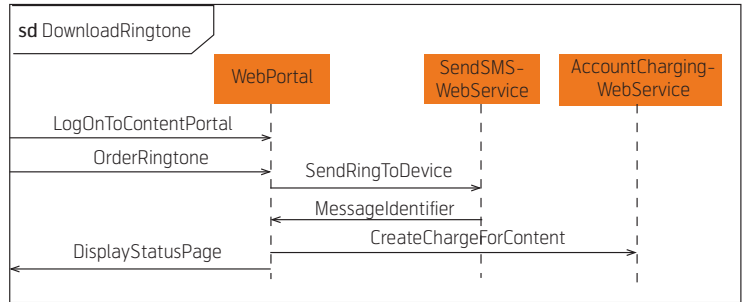 sd DownloadRingtone
WebPortal
SendSMS-
WebService
AccountCharging-
WebService
LogOnToContentPortal
OrderRingtone
SendRingToDevice
MessageIdentifier
CreateChargeForContent
DisplayStatusPage